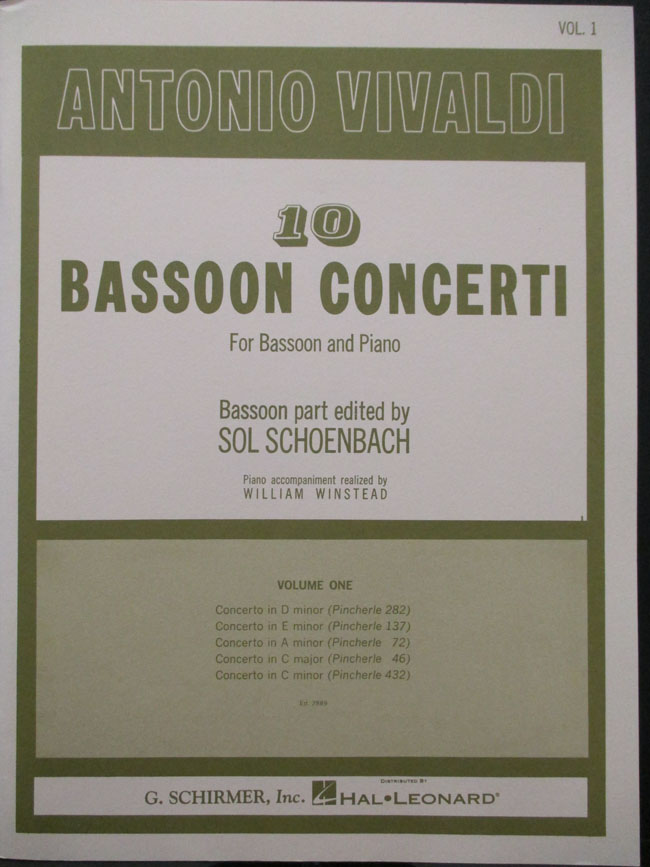 VOL. 1
ANTONIO VIVALDI
10
BASSOON CONCERTI
For Bassoon and Piano
Bassoon part edited by
SOL SCHOENBACH
Piano accompaniment realized by
WILLIAM WINSTEAD
1
VOLUME ONE
Concerto in D minor (Pincherle 282)
Concerto in E minor (Pincherle 137)
Concerto in A minor (Pincherle 72)
Concerto in C major (Pincherle 46)
Concerto in C minor (Pincherle 432)
DISTRIBUTED BY
G. SCHIRMER, Inc. HAL•LEONARD®